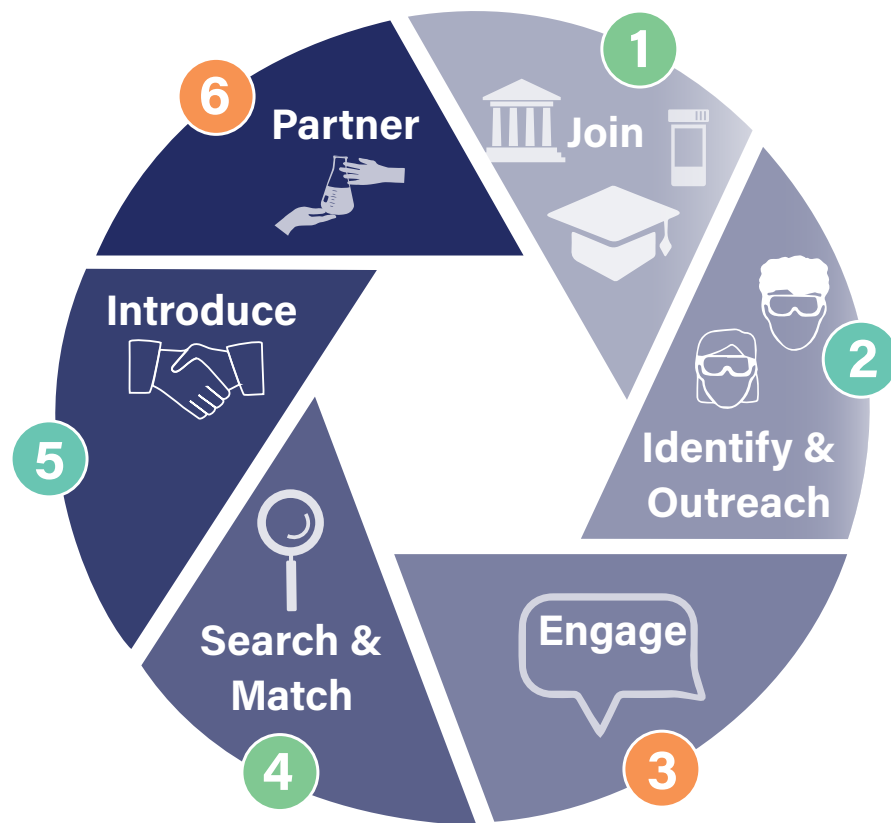 1
Join
2
Identify &
Outreach
3
Engage
4
Search &
Match
5
Introduce
6
Partner